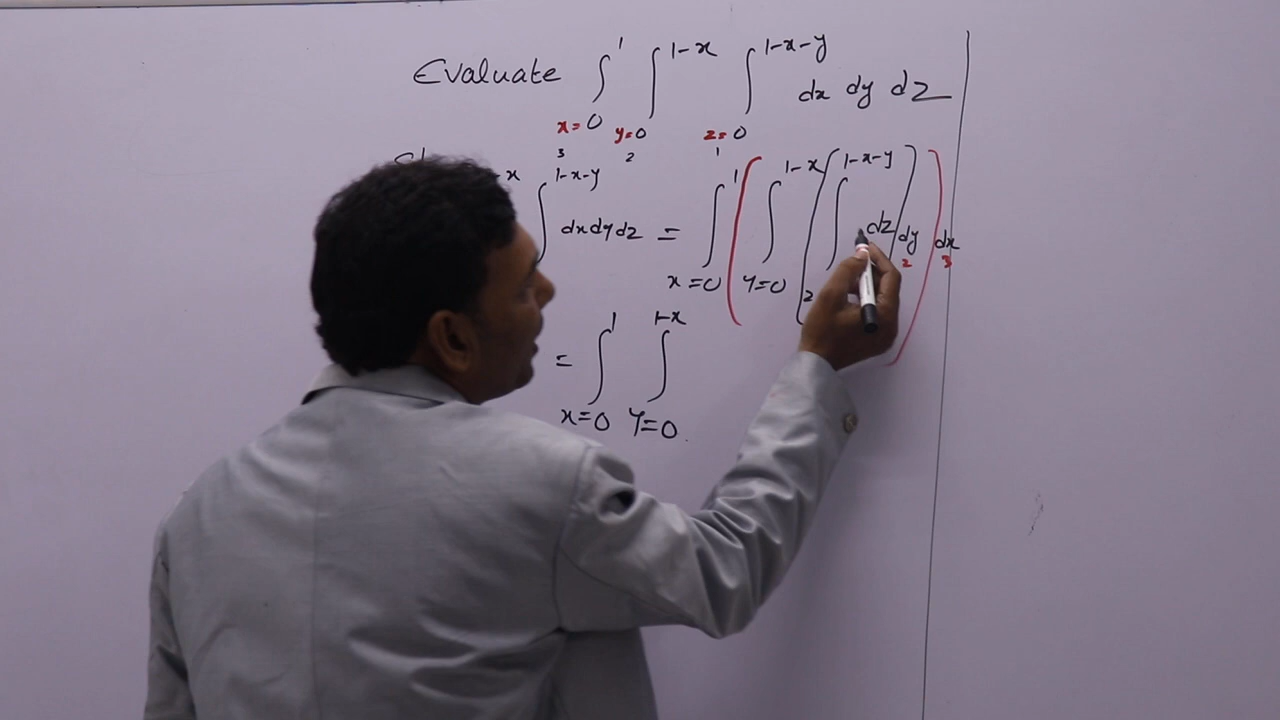 Evaluate ∫ 1 ∫ 1-x ∫ 1-x-y dx dy dz
x=0 y=0 z=0
3 2 1
-x ∫ 1-x-y dxdydz = ∫ 1 x=0 ( ∫ 1-x y=0 ( ∫ 1-x-y z dz ) dy ) dx
2 3
= ∫ 1 x=0 ∫ 1-x y=0